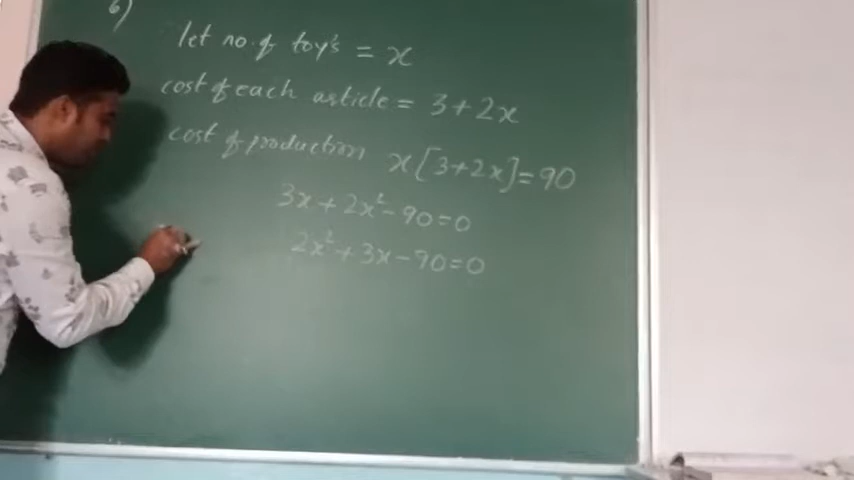 6)
let no. of toy's = x
cost of each article = 3+2x
cost of production x[3+2x]=90
3x+2x²-90=0
2x²+3x-90=0